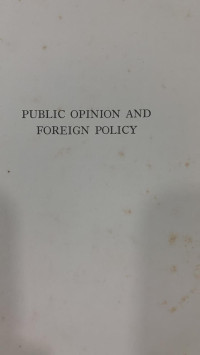 PUBLIC OPINION AND
FOREIGN POLICY